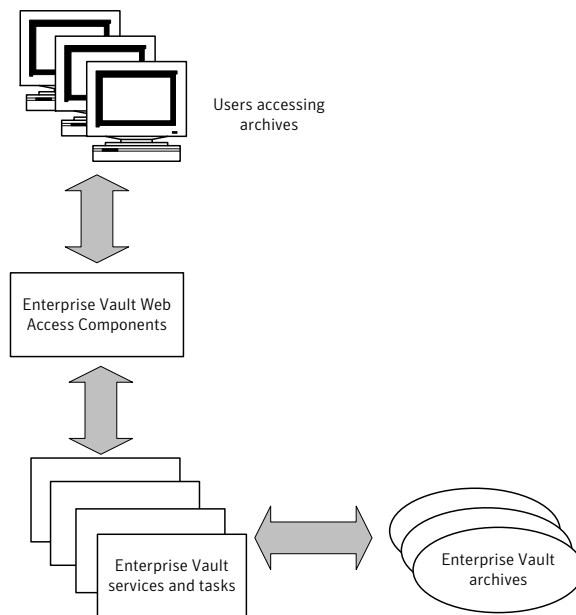 Users accessing
archives
Enterprise Vault Web
Access Components
Enterprise Vault
services and tasks
Enterprise Vault
archives